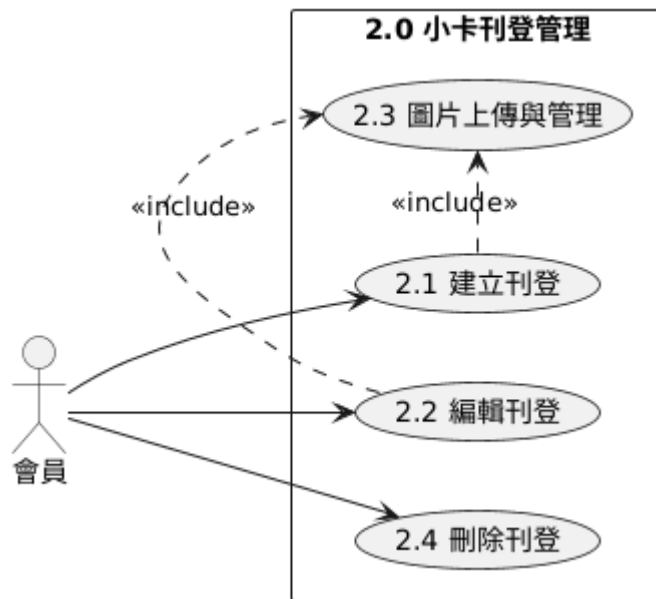 2.0 小卡刊登管理
2.3 圖片上傳與管理
«include»
«include»
2.1 建立刊登
2.2 編輯刊登
會員
2.4 刪除刊登